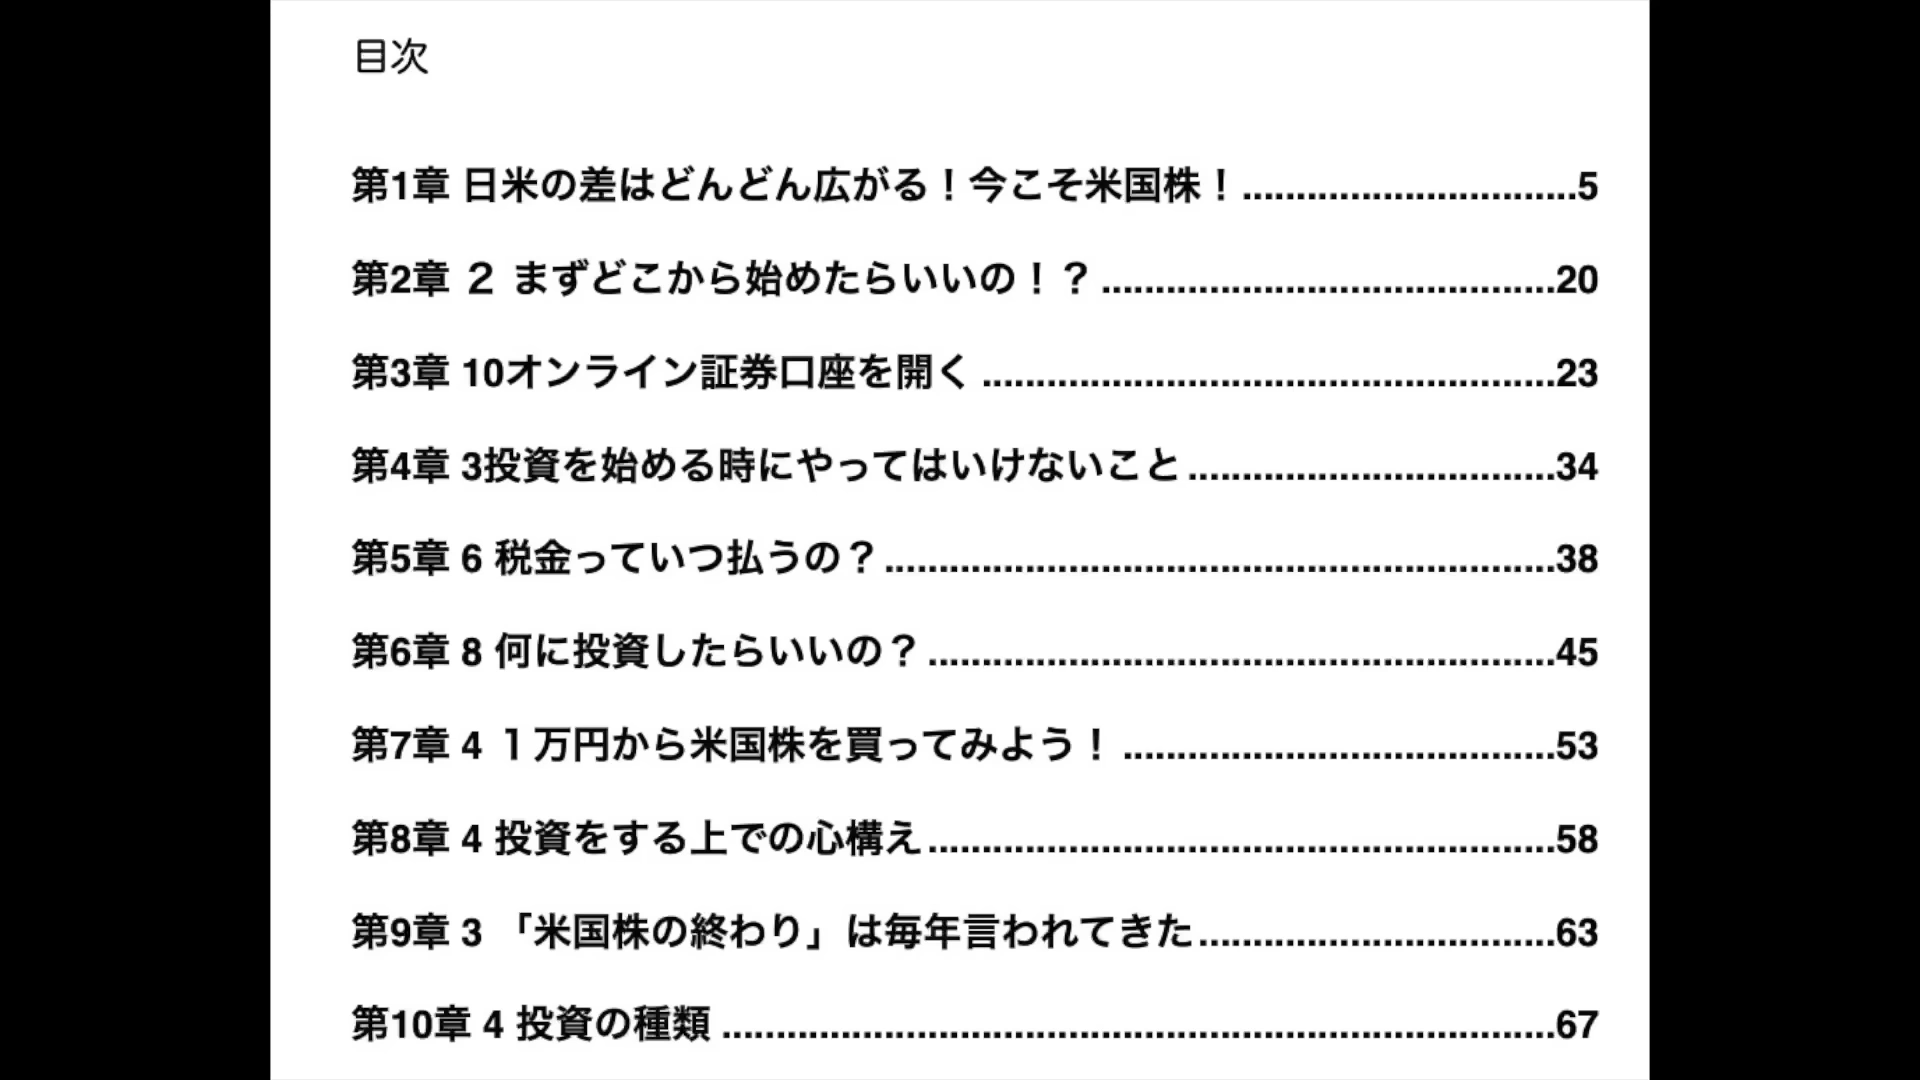 目次
第1章 日米の差はどんどん広がる！今こそ米国株！...............................5
第2章 ２ まずどこから始めたらいいの！？..........................................20
第3章 10オンライン証券口座を開く.....................................................23
第4章 3投資を始める時にやってはいけないこと..................................34
第5章 6 税金っていつ払うの？..............................................................38
第6章 8 何に投資したらいいの？..........................................................45
第7章 4 １万円から米国株を買ってみよう！........................................53
第8章 4 投資をする上での心構え..........................................................58
第9章 3 「米国株の終わり」は毎年言われてきた.................................63
第10章 4 投資の種類.............................................................................67